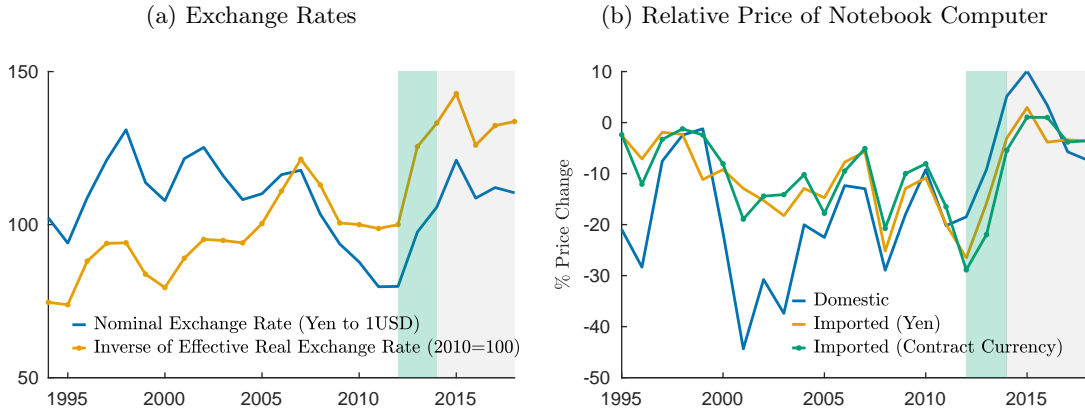 (a) Exchange Rates
150
100
50
Nominal Exchange Rate (Yen to 1USD)
Inverse of Effective Real Exchange Rate (2010=100)
1995 2000 2005 2010 2015
(b) Relative Price of Notebook Computer
% Price Change
10
0
-10
-20
-30
-40
-50
Domestic
Imported (Yen)
Imported (Contract Currency)
1995 2000 2005 2010 2015